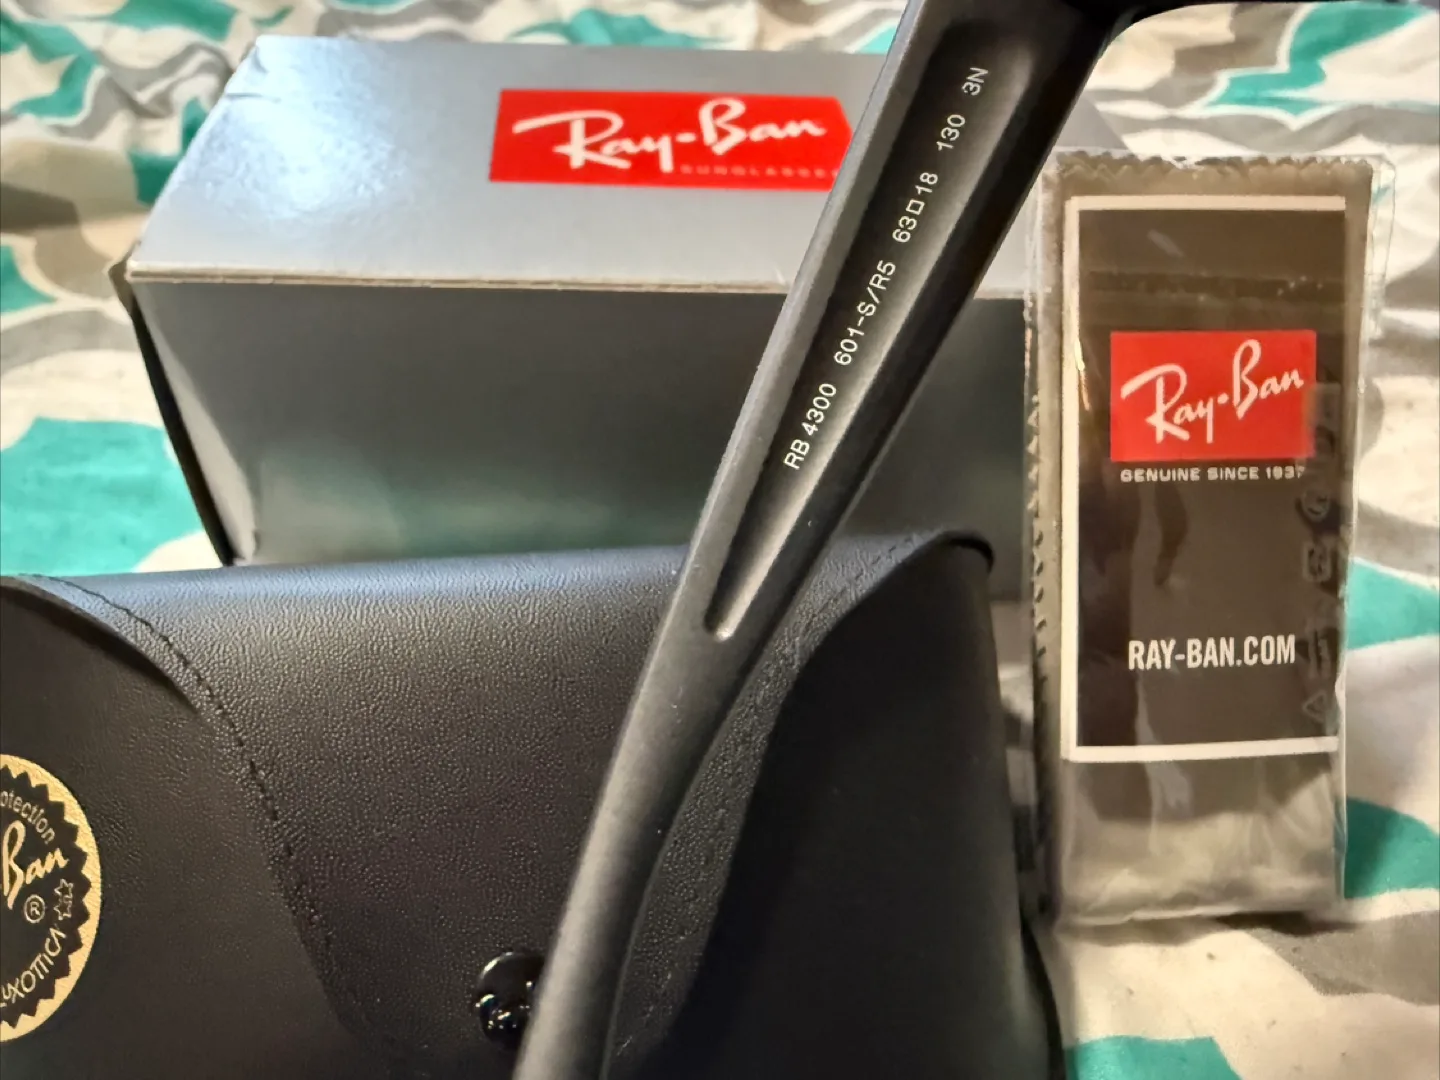 Ray-Ban
SUNGLASSES
RB 4300 601-S/R5 63□18 130 3N
Ray-Ban
GENUINE SINCE 1937
RAY-BAN.COM
Ban
®